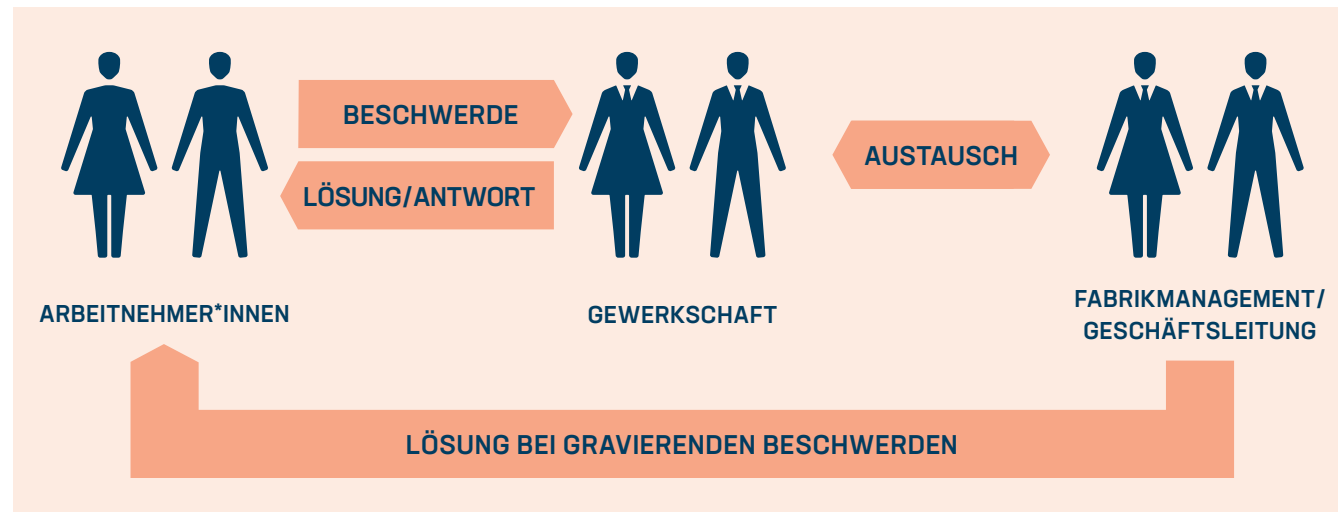 BESCHWERDE
LÖSUNG/ANTWORT
AUSTAUSCH
ARBEITNEHMER*INNEN
GEWERKSCHAFT
FABRIKMANAGEMENT/
GESCHÄFTSLEITUNG
LÖSUNG BEI GRAVIERENDEN BESCHWERDEN